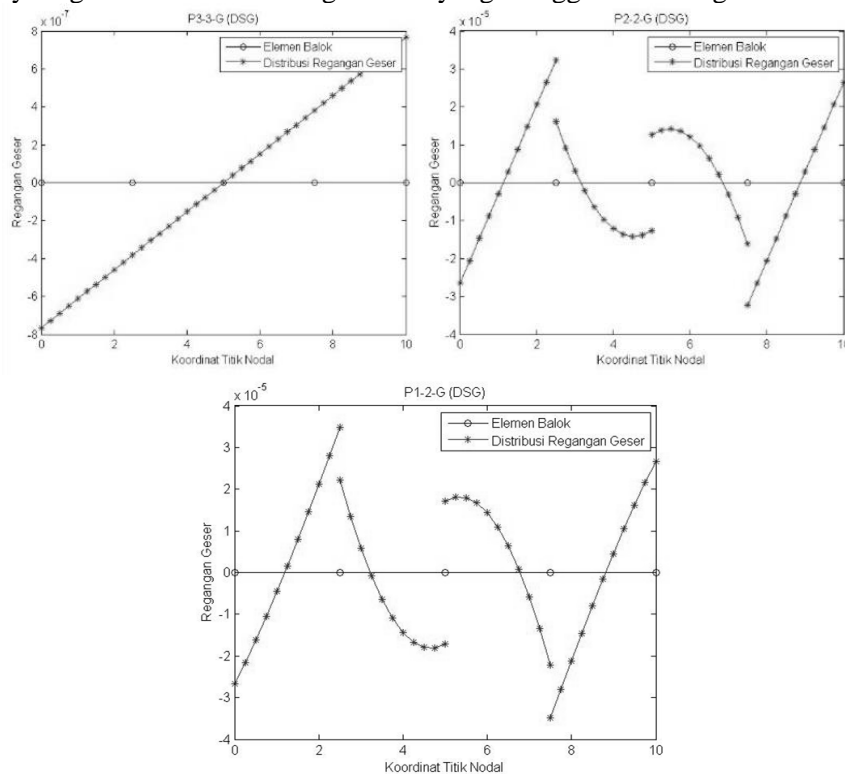 P3-3-G (DSG)
x 10⁻⁷
Elemen Balok
Distribusi Regangan Geser
8
6
4
2
0
-2
-4
-6
-8
Regangan Geser
0 2 4 6 8 10
Koordinat Titik Nodal
P2-2-G (DSG)
x 10⁻⁵
Elemen Balok
Distribusi Regangan Geser
4
3
2
1
0
-1
-2
-3
-4
Regangan Geser
0 2 4 6 8 10
Koordinat Titik Nodal
P1-2-G (DSG)
x 10⁻⁵
Elemen Balok
Distribusi Regangan Geser
4
3
2
1
0
-1
-2
-3
-4
Regangan Geser
0 2 4 6 8 10
Koordinat Titik Nodal